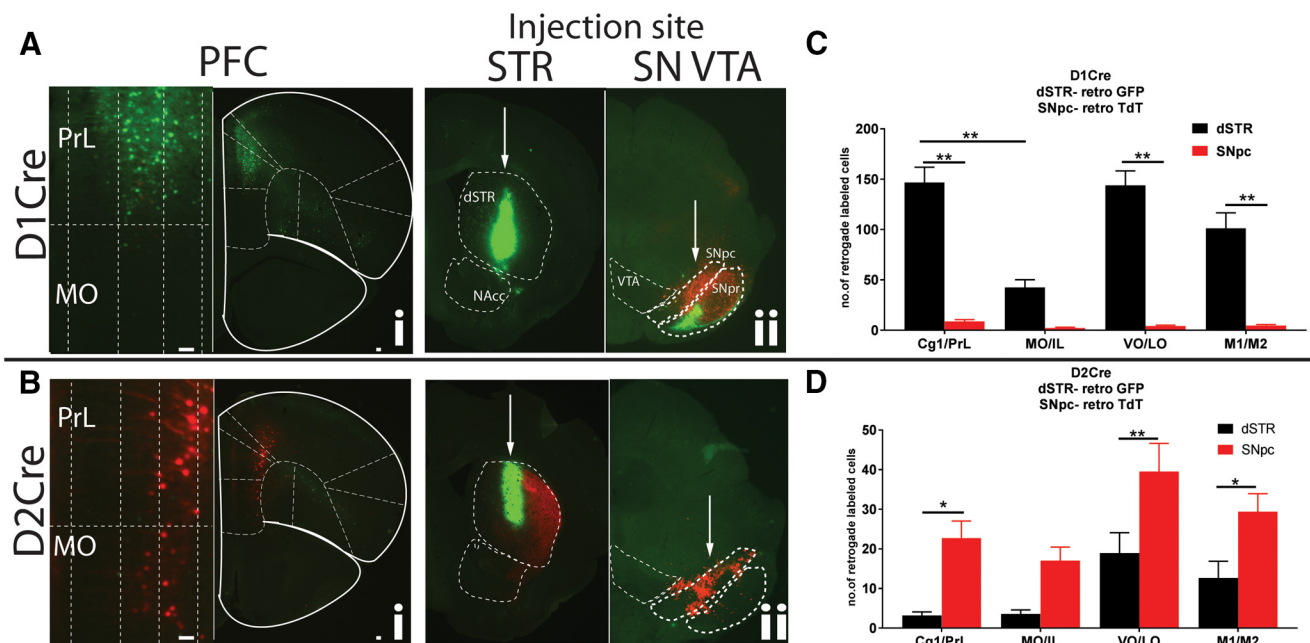 A
PFC
Injection site
STR
SN VTA
D1Cre
PrL
MO
i
dSTR
NAcc
VTA
SNpc
SNpr
ii
C
D1Cre
dSTR- retro GFP
SNpc- retro TdT
no.of retrogade labeled cells
200
150
100
50
0
**
**
**
**
dSTR
SNpc
Cg1/PrL
MO/IL
VO/LO
M1/M2
B
D2Cre
PrL
MO
i
ii
D
D2Cre
dSTR- retro GFP
SNpc- retro TdT
no.of retrogade labeled cells
50
40
30
20
10
0
*
**
*
dSTR
SNpc
Cg1/PrL
MO/IL
VO/LO
M1/M2